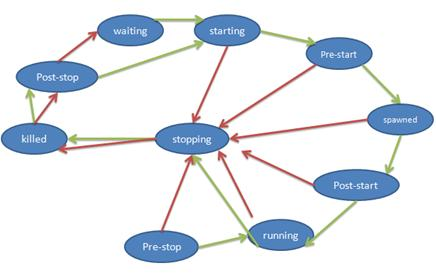 waiting
starting
Pre-start
Post-stop
spawned
killed
stopping
Post-start
Pre-stop
running